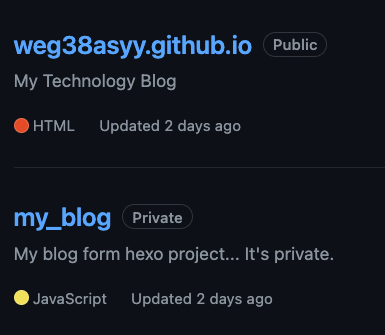 weg38asyy.github.io Public
My Technology Blog
HTML Updated 2 days ago
my_blog Private
My blog form hexo project... It's private.
JavaScript Updated 2 days ago